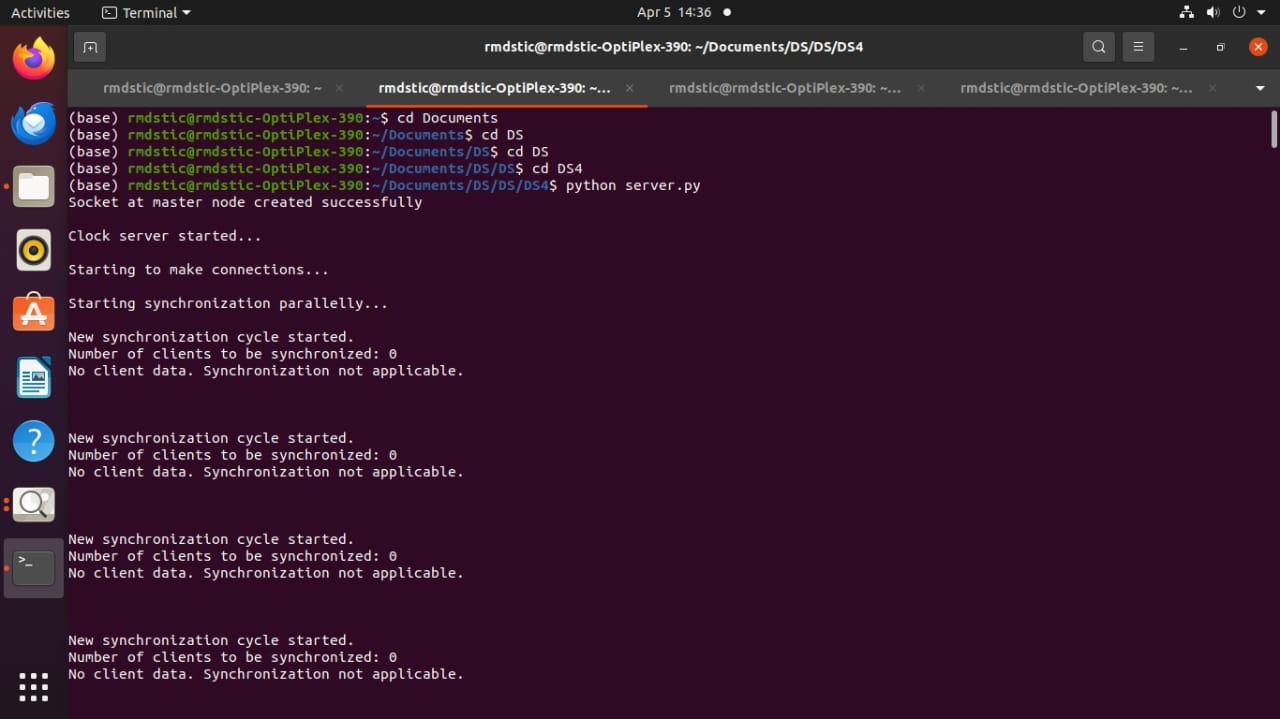 Activities Terminal Apr 5 14:36
rmdstic@rmdstic-OptiPlex-390: ~/Documents/DS/DS/DS4
rmdstic@rmdstic-OptiPlex-390: ~ rmdstic@rmdstic-OptiPlex-390: ~... rmdstic@rmdstic-OptiPlex-390: ~... rmdstic@rmdstic-OptiPlex-390: ~...
(base) rmdstic@rmdstic-OptiPlex-390:~$ cd Documents
(base) rmdstic@rmdstic-OptiPlex-390:~/Documents$ cd DS
(base) rmdstic@rmdstic-OptiPlex-390:~/Documents/DS$ cd DS
(base) rmdstic@rmdstic-OptiPlex-390:~/Documents/DS/DS$ cd DS4
(base) rmdstic@rmdstic-OptiPlex-390:~/Documents/DS/DS/DS4$ python server.py
Socket at master node created successfully
Clock server started...
Starting to make connections...
Starting synchronization parallelly...
New synchronization cycle started.
Number of clients to be synchronized: 0
No client data. Synchronization not applicable.
New synchronization cycle started.
Number of clients to be synchronized: 0
No client data. Synchronization not applicable.
New synchronization cycle started.
Number of clients to be synchronized: 0
No client data. Synchronization not applicable.
New synchronization cycle started.
Number of clients to be synchronized: 0
No client data. Synchronization not applicable.